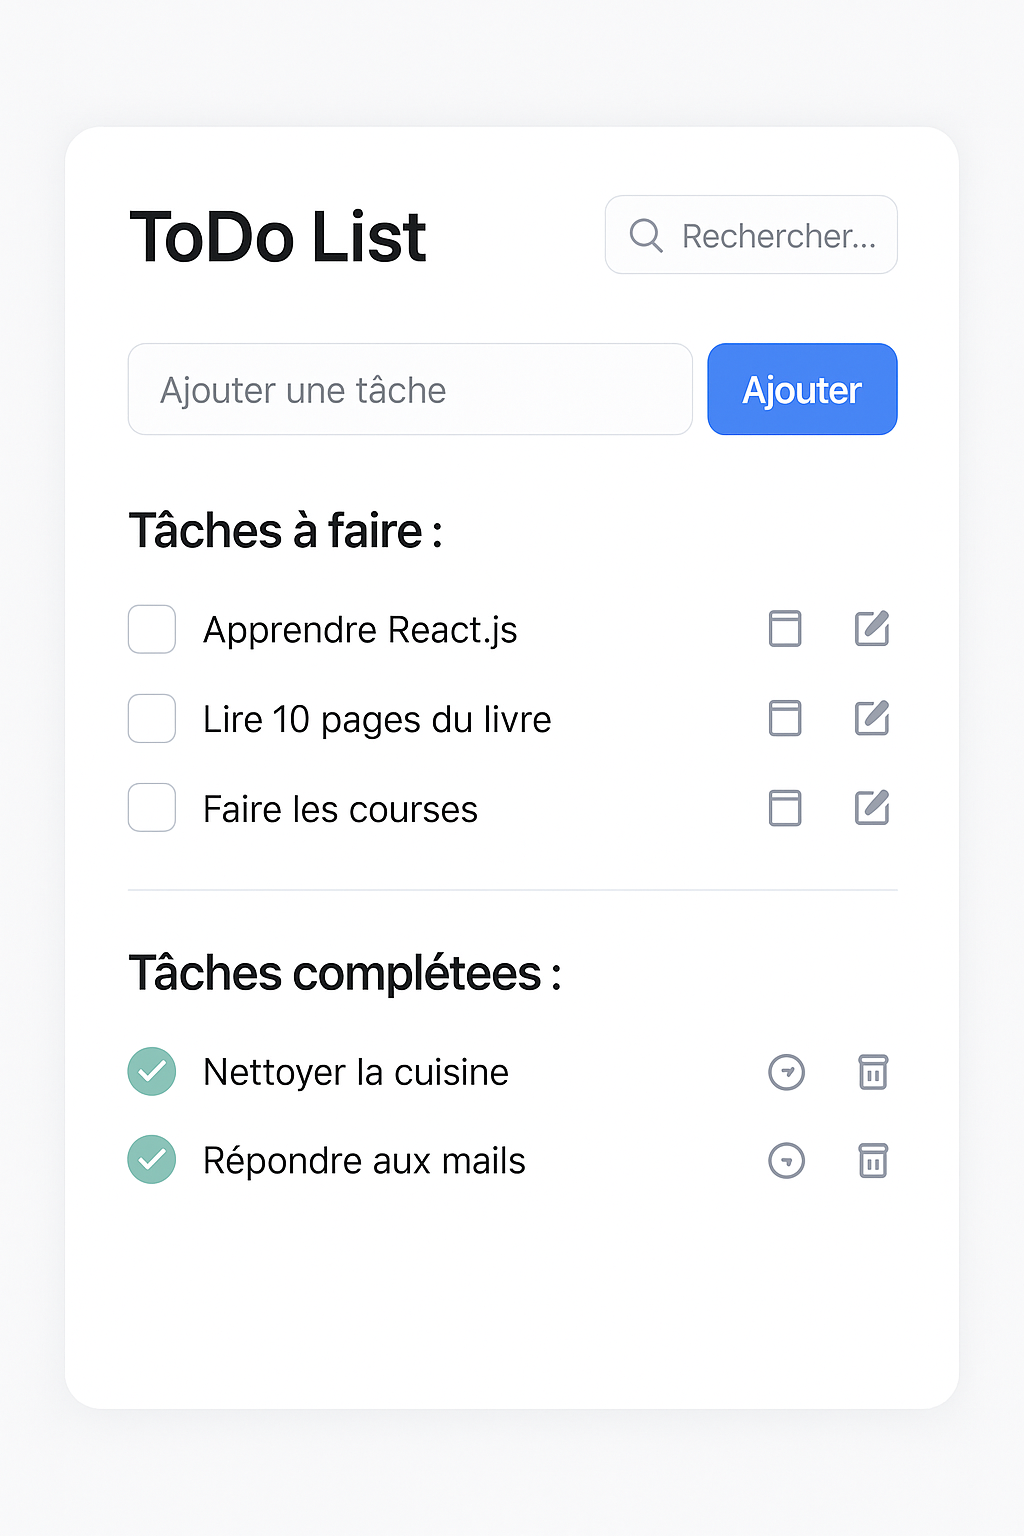 ToDo List
Rechercher...
Ajouter une tâche
Ajouter
Tâches à faire :
Apprendre React.js
Lire 10 pages du livre
Faire les courses
Tâches complétees :
Nettoyer la cuisine
Répondre aux mails